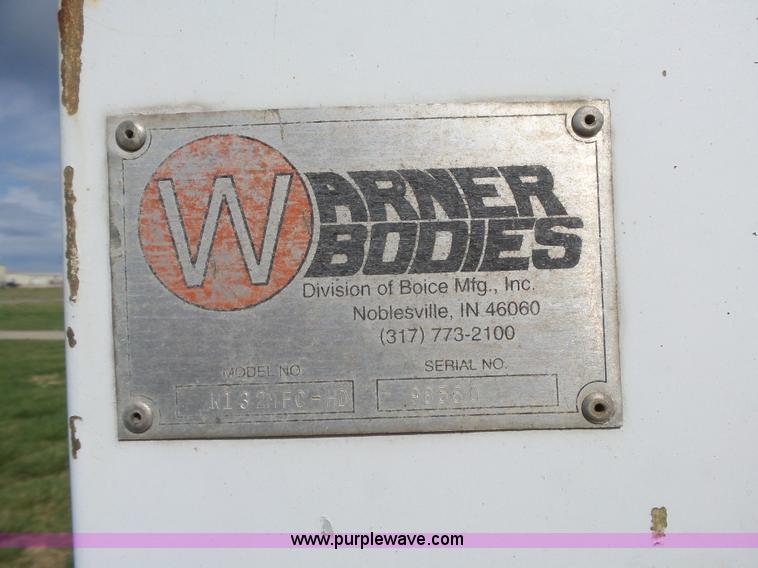 WARNER
BODIES
Division of Boice Mfg., Inc.
Noblesville, IN 46060
(317) 773-2100
MODEL NO. SERIAL NO.
www.purplewave.com